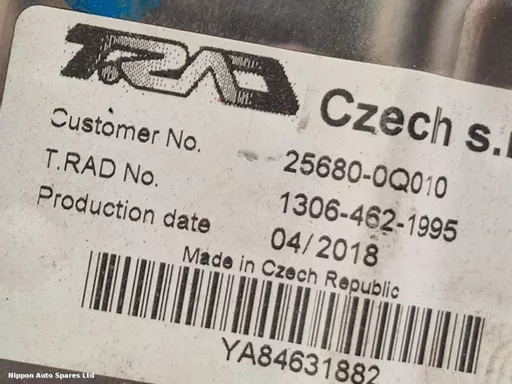 T.RAD Czech s.
Customer No. 25680-0Q010
T.RAD No. 1306-462-1995
Production date 04/2018
Made in Czech Republic
YA84631882
Nippon Auto Spares Ltd